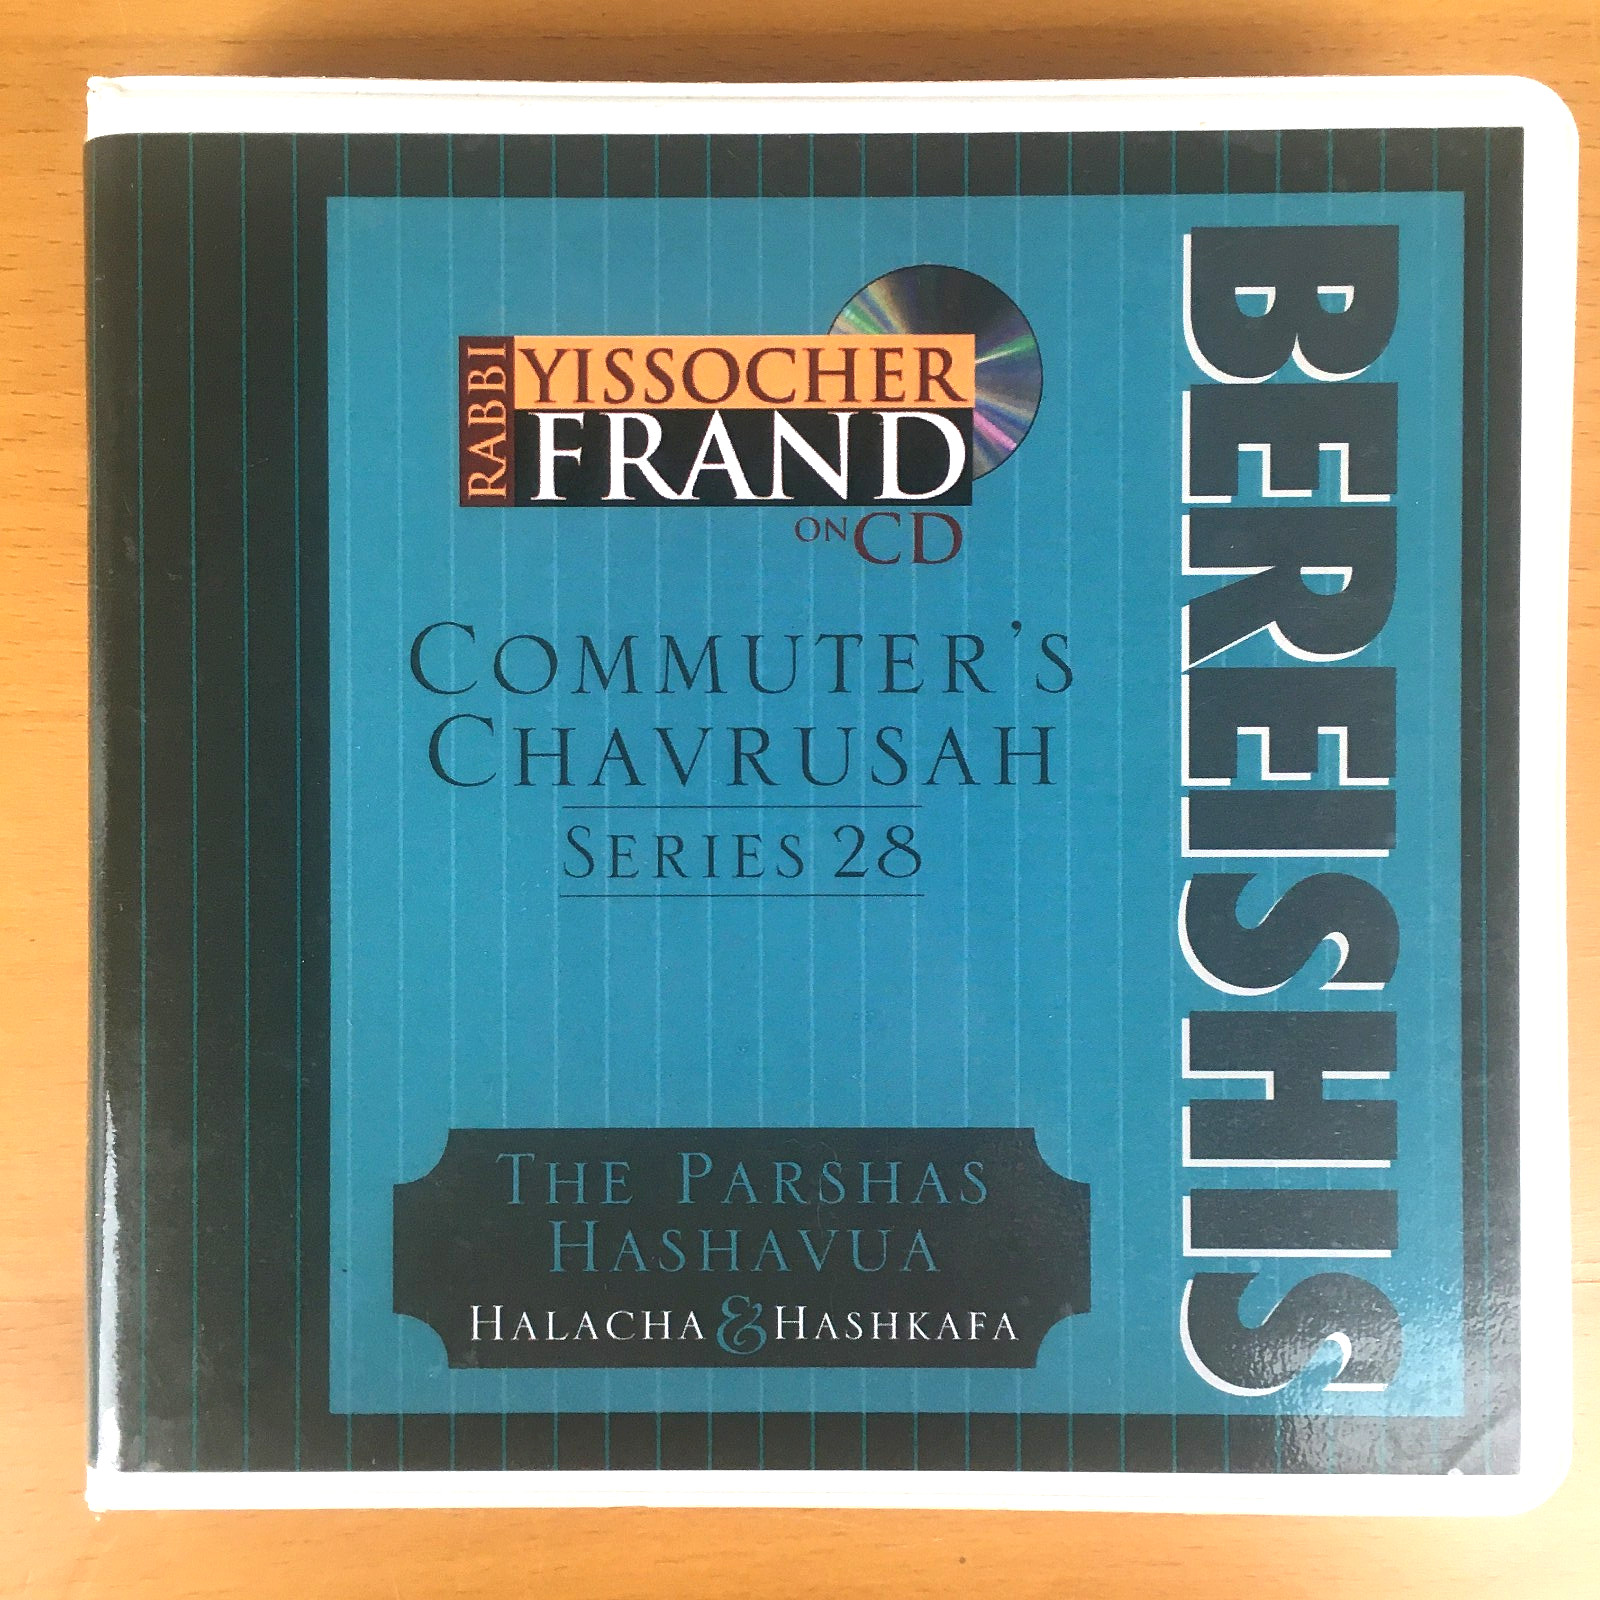 RABBI
YISSOCHER
FRAND
ON CD
COMMUTER'S
CHAVRUSAH
SERIES 28
THE PARSHAS
HASHAVUA
HALACHA & HASHKAFA
BEREISHIS